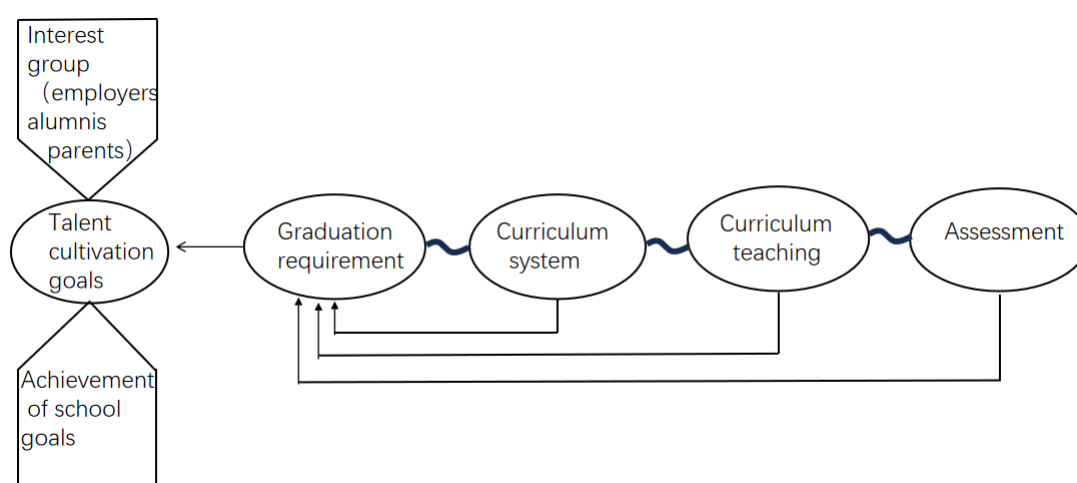 Interest
group
（employers
alumnis
parents）
Talent
cultivation
goals
Achievement
of school
goals
Graduation
requirement
Curriculum
system
Curriculum
teaching
Assessment